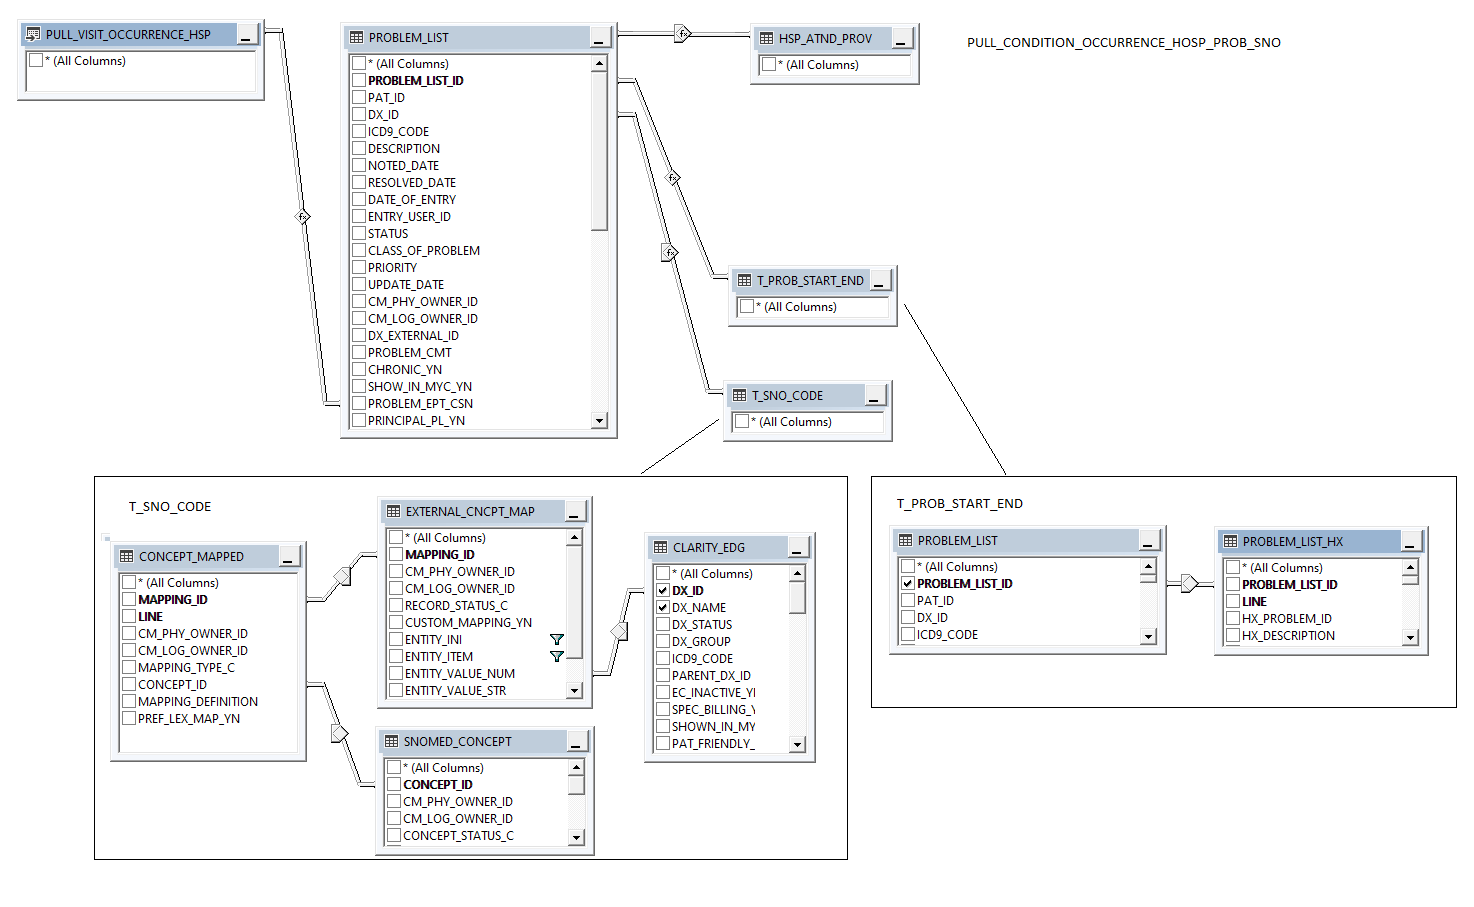 PULL_VISIT_OCCURRENCE_HSP
* (All Columns)
PROBLEM_LIST
* (All Columns)
PROBLEM_LIST_ID
PAT_ID
DX_ID
ICD9_CODE
DESCRIPTION
NOTED_DATE
RESOLVED_DATE
DATE_OF_ENTRY
ENTRY_USER_ID
STATUS
CLASS_OF_PROBLEM
PRIORITY
UPDATE_DATE
CM_PHY_OWNER_ID
CM_LOG_OWNER_ID
DX_EXTERNAL_ID
PROBLEM_CMT
CHRONIC_YN
SHOW_IN_MYC_YN
PROBLEM_EPT_CSN
PRINCIPAL_PL_YN
HSP_ATND_PROV
* (All Columns)
PULL_CONDITION_OCCURRENCE_HOSP_PROB_SNO
T_PROB_START_END
* (All Columns)
T_SNO_CODE
* (All Columns)
T_SNO_CODE
CONCEPT_MAPPED
* (All Columns)
MAPPING_ID
LINE
CM_PHY_OWNER_ID
CM_LOG_OWNER_ID
MAPPING_TYPE_C
CONCEPT_ID
MAPPING_DEFINITION
PREF_LEX_MAP_YN
EXTERNAL_CNCPT_MAP
* (All Columns)
MAPPING_ID
CM_PHY_OWNER_ID
CM_LOG_OWNER_ID
RECORD_STATUS_C
CUSTOM_MAPPING_YN
ENTITY_INI
ENTITY_ITEM
ENTITY_VALUE_NUM
ENTITY_VALUE_STR
SNOMED_CONCEPT
* (All Columns)
CONCEPT_ID
CM_PHY_OWNER_ID
CM_LOG_OWNER_ID
CONCEPT_STATUS_C
CLARITY_EDG
* (All Columns)
DX_ID
DX_NAME
DX_STATUS
DX_GROUP
ICD9_CODE
PARENT_DX_ID
EC_INACTIVE_YI
SPEC_BILLING_Y
SHOWN_IN_MY
PAT_FRIENDLY_
T_PROB_START_END
PROBLEM_LIST
* (All Columns)
PROBLEM_LIST_ID
PAT_ID
DX_ID
ICD9_CODE
PROBLEM_LIST_HX
* (All Columns)
PROBLEM_LIST_ID
LINE
HX_PROBLEM_ID
HX_DESCRIPTION